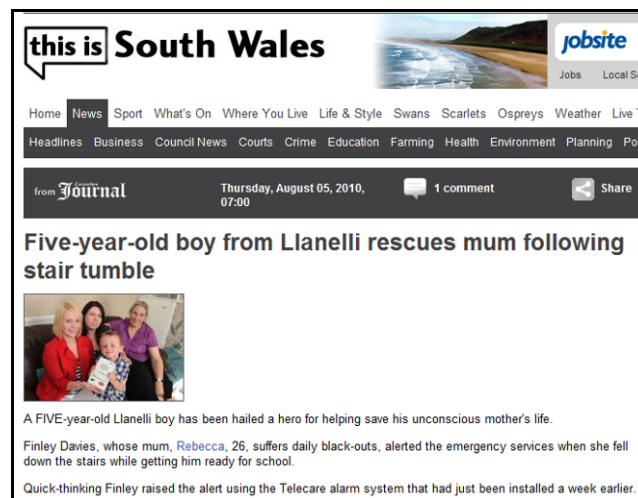 this is South Wales
jobsite
Jobs Local S
Home News Sport What's On Where You Live Life & Style Swans Scarlets Ospreys Weather Live
Headlines Business Council News Courts Crime Education Farming Health Environment Planning Po
from Journal Thursday, August 05, 2010, 07:00 1 comment Share
Five-year-old boy from Llanelli rescues mum following
stair tumble
A FIVE-year-old Llanelli boy has been hailed a hero for helping save his unconscious mother's life.
Finley Davies, whose mum, Rebecca, 26, suffers daily black-outs, alerted the emergency services when she fell
down the stairs while getting him ready for school.
Quick-thinking Finley raised the alert using the Telecare alarm system that had just been installed a week earlier.